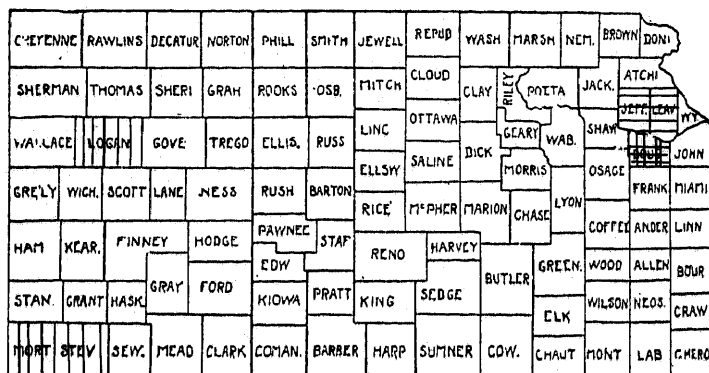 CHEYENNE RAWLINS DECATUR NORTON PHILL SMITH JEWELL REPUB WASH MARSH NEM. BROWN DONI
SHERMAN THOMAS SHERI GRAH ROOKS OSB. MITCH CLOUD CLAY RILEY POTTA JACK. ATCHI
JEFF. LEAV WY
WALLACE LOGAN GOVE TREGO ELLIS. RUSS LINC OTTAWA DICK GEARY WAB. SHAW DOUG JOHN
ELLSW SALINE MORRIS OSAGE
GRE'LY WICH. SCOTT LANE NESS RUSH BARTON RICE MCPHER MARION CHASE LYON FRANK MIAMI
HAM KEAR. FINNEY HODGE PAWNEE STAF RENO HARVEY COFFEE ANDER LINN
EDW
GRAY FORD BUTLER GREEN. WOOD ALLEN BOUR
STAN. GRANT HASK. KIOWA PRATT KING SEDGE ELK WILSON NEOS. CRAW
MORT STEV SEW. MEAD CLARK COMAN. BARBER HARP SUMNER COW. CHAUT MONT LAB CHERO